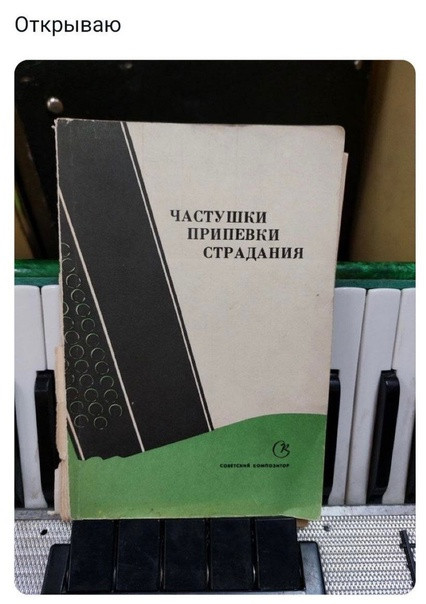 Открываю
ЧАСТУШКИ
ПРИПЕВКИ
СТРАДАНИЯ
СОВЕТСКИЙ КОМПОЗИТОР